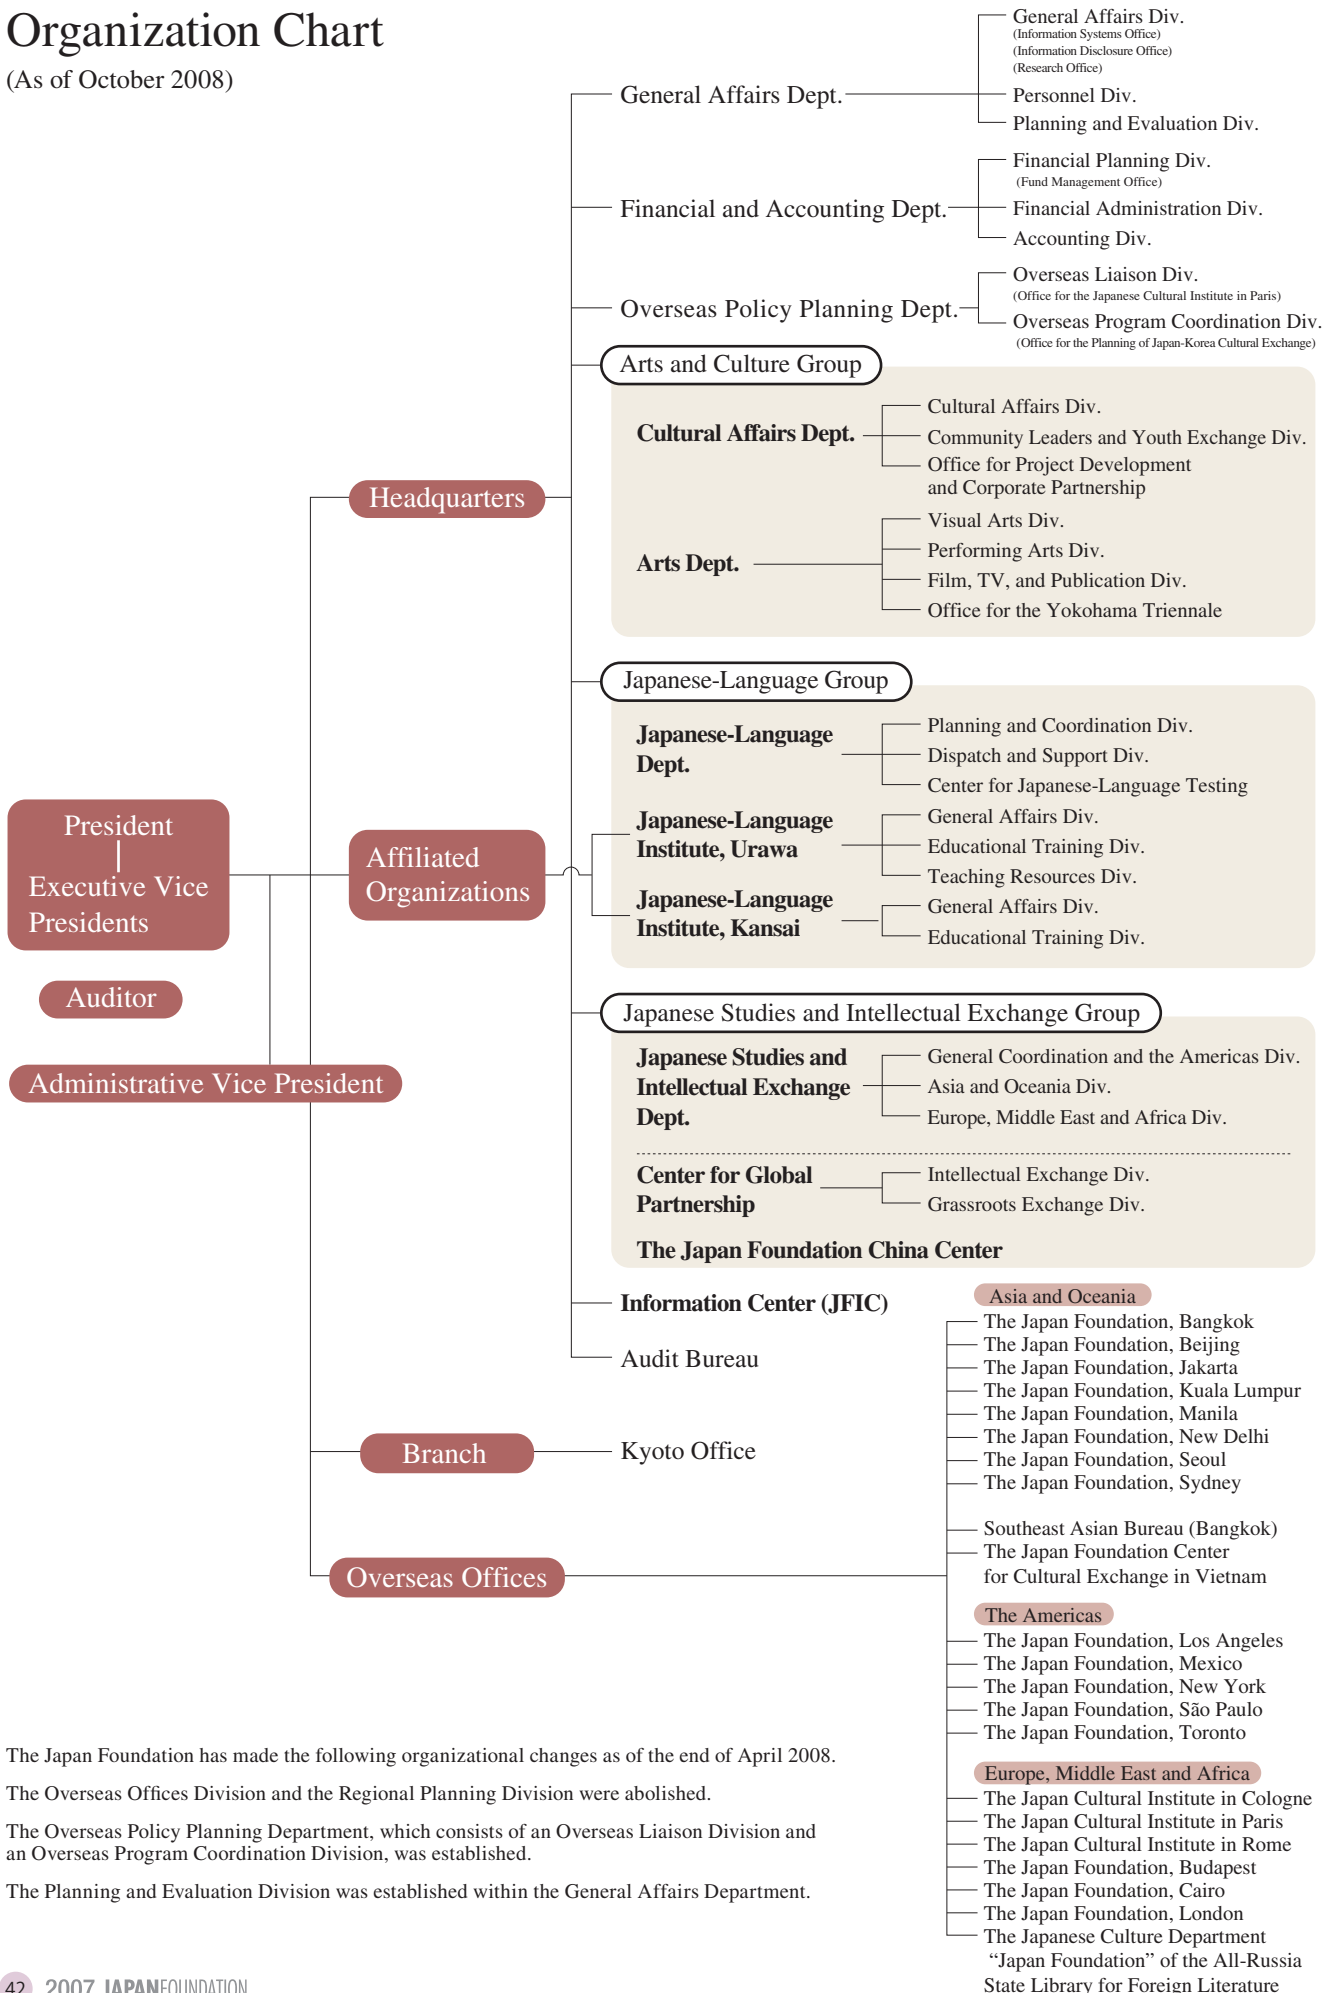 Organization Chart
(As of October 2008)
General Affairs Dept.
General Affairs Div.
(Information Systems Office)
(Information Disclosure Office)
(Research Office)
Personnel Div.
Planning and Evaluation Div.
Financial and Accounting Dept.
Financial Planning Div.
(Fund Management Office)
Financial Administration Div.
Accounting Div.
Overseas Policy Planning Dept.
Overseas Liaison Div.
(Office for the Japanese Cultural Institute in Paris)
Overseas Program Coordination Div.
(Office for the Planning of Japan-Korea Cultural Exchange)
Arts and Culture Group
Cultural Affairs Dept.
Cultural Affairs Div.
Community Leaders and Youth Exchange Div.
Office for Project Development
and Corporate Partnership
Headquarters
Arts Dept.
Visual Arts Div.
Performing Arts Div.
Film, TV, and Publication Div.
Office for the Yokohama Triennale
Japanese-Language Group
Japanese-Language
Dept.
Planning and Coordination Div.
Dispatch and Support Div.
Center for Japanese-Language Testing
President
Executive Vice
Presidents
Affiliated
Organizations
Japanese-Language
Institute, Urawa
General Affairs Div.
Educational Training Div.
Teaching Resources Div.
Japanese-Language
Institute, Kansai
General Affairs Div.
Educational Training Div.
Auditor
Administrative Vice President
Japanese Studies and Intellectual Exchange Group
Japanese Studies and
Intellectual Exchange
Dept.
General Coordination and the Americas Div.
Asia and Oceania Div.
Europe, Middle East and Africa Div.
Center for Global
Partnership
Intellectual Exchange Div.
Grassroots Exchange Div.
The Japan Foundation China Center
Information Center (JFIC)
Audit Bureau
Branch
Kyoto Office
Overseas Offices
Asia and Oceania
The Japan Foundation, Bangkok
The Japan Foundation, Beijing
The Japan Foundation, Jakarta
The Japan Foundation, Kuala Lumpur
The Japan Foundation, Manila
The Japan Foundation, New Delhi
The Japan Foundation, Seoul
The Japan Foundation, Sydney
Southeast Asian Bureau (Bangkok)
The Japan Foundation Center
for Cultural Exchange in Vietnam
The Americas
The Japan Foundation, Los Angeles
The Japan Foundation, Mexico
The Japan Foundation, New York
The Japan Foundation, São Paulo
The Japan Foundation, Toronto
Europe, Middle East and Africa
The Japan Cultural Institute in Cologne
The Japan Cultural Institute in Paris
The Japan Cultural Institute in Rome
The Japan Foundation, Budapest
The Japan Foundation, Cairo
The Japan Foundation, London
The Japanese Culture Department
“Japan Foundation” of the All-Russia
State Library for Foreign Literature
The Japan Foundation has made the following organizational changes as of the end of April 2008.
The Overseas Offices Division and the Regional Planning Division were abolished.
The Overseas Policy Planning Department, which consists of an Overseas Liaison Division and
an Overseas Program Coordination Division, was established.
The Planning and Evaluation Division was established within the General Affairs Department.
42 2007 JAPANFOUNDATION